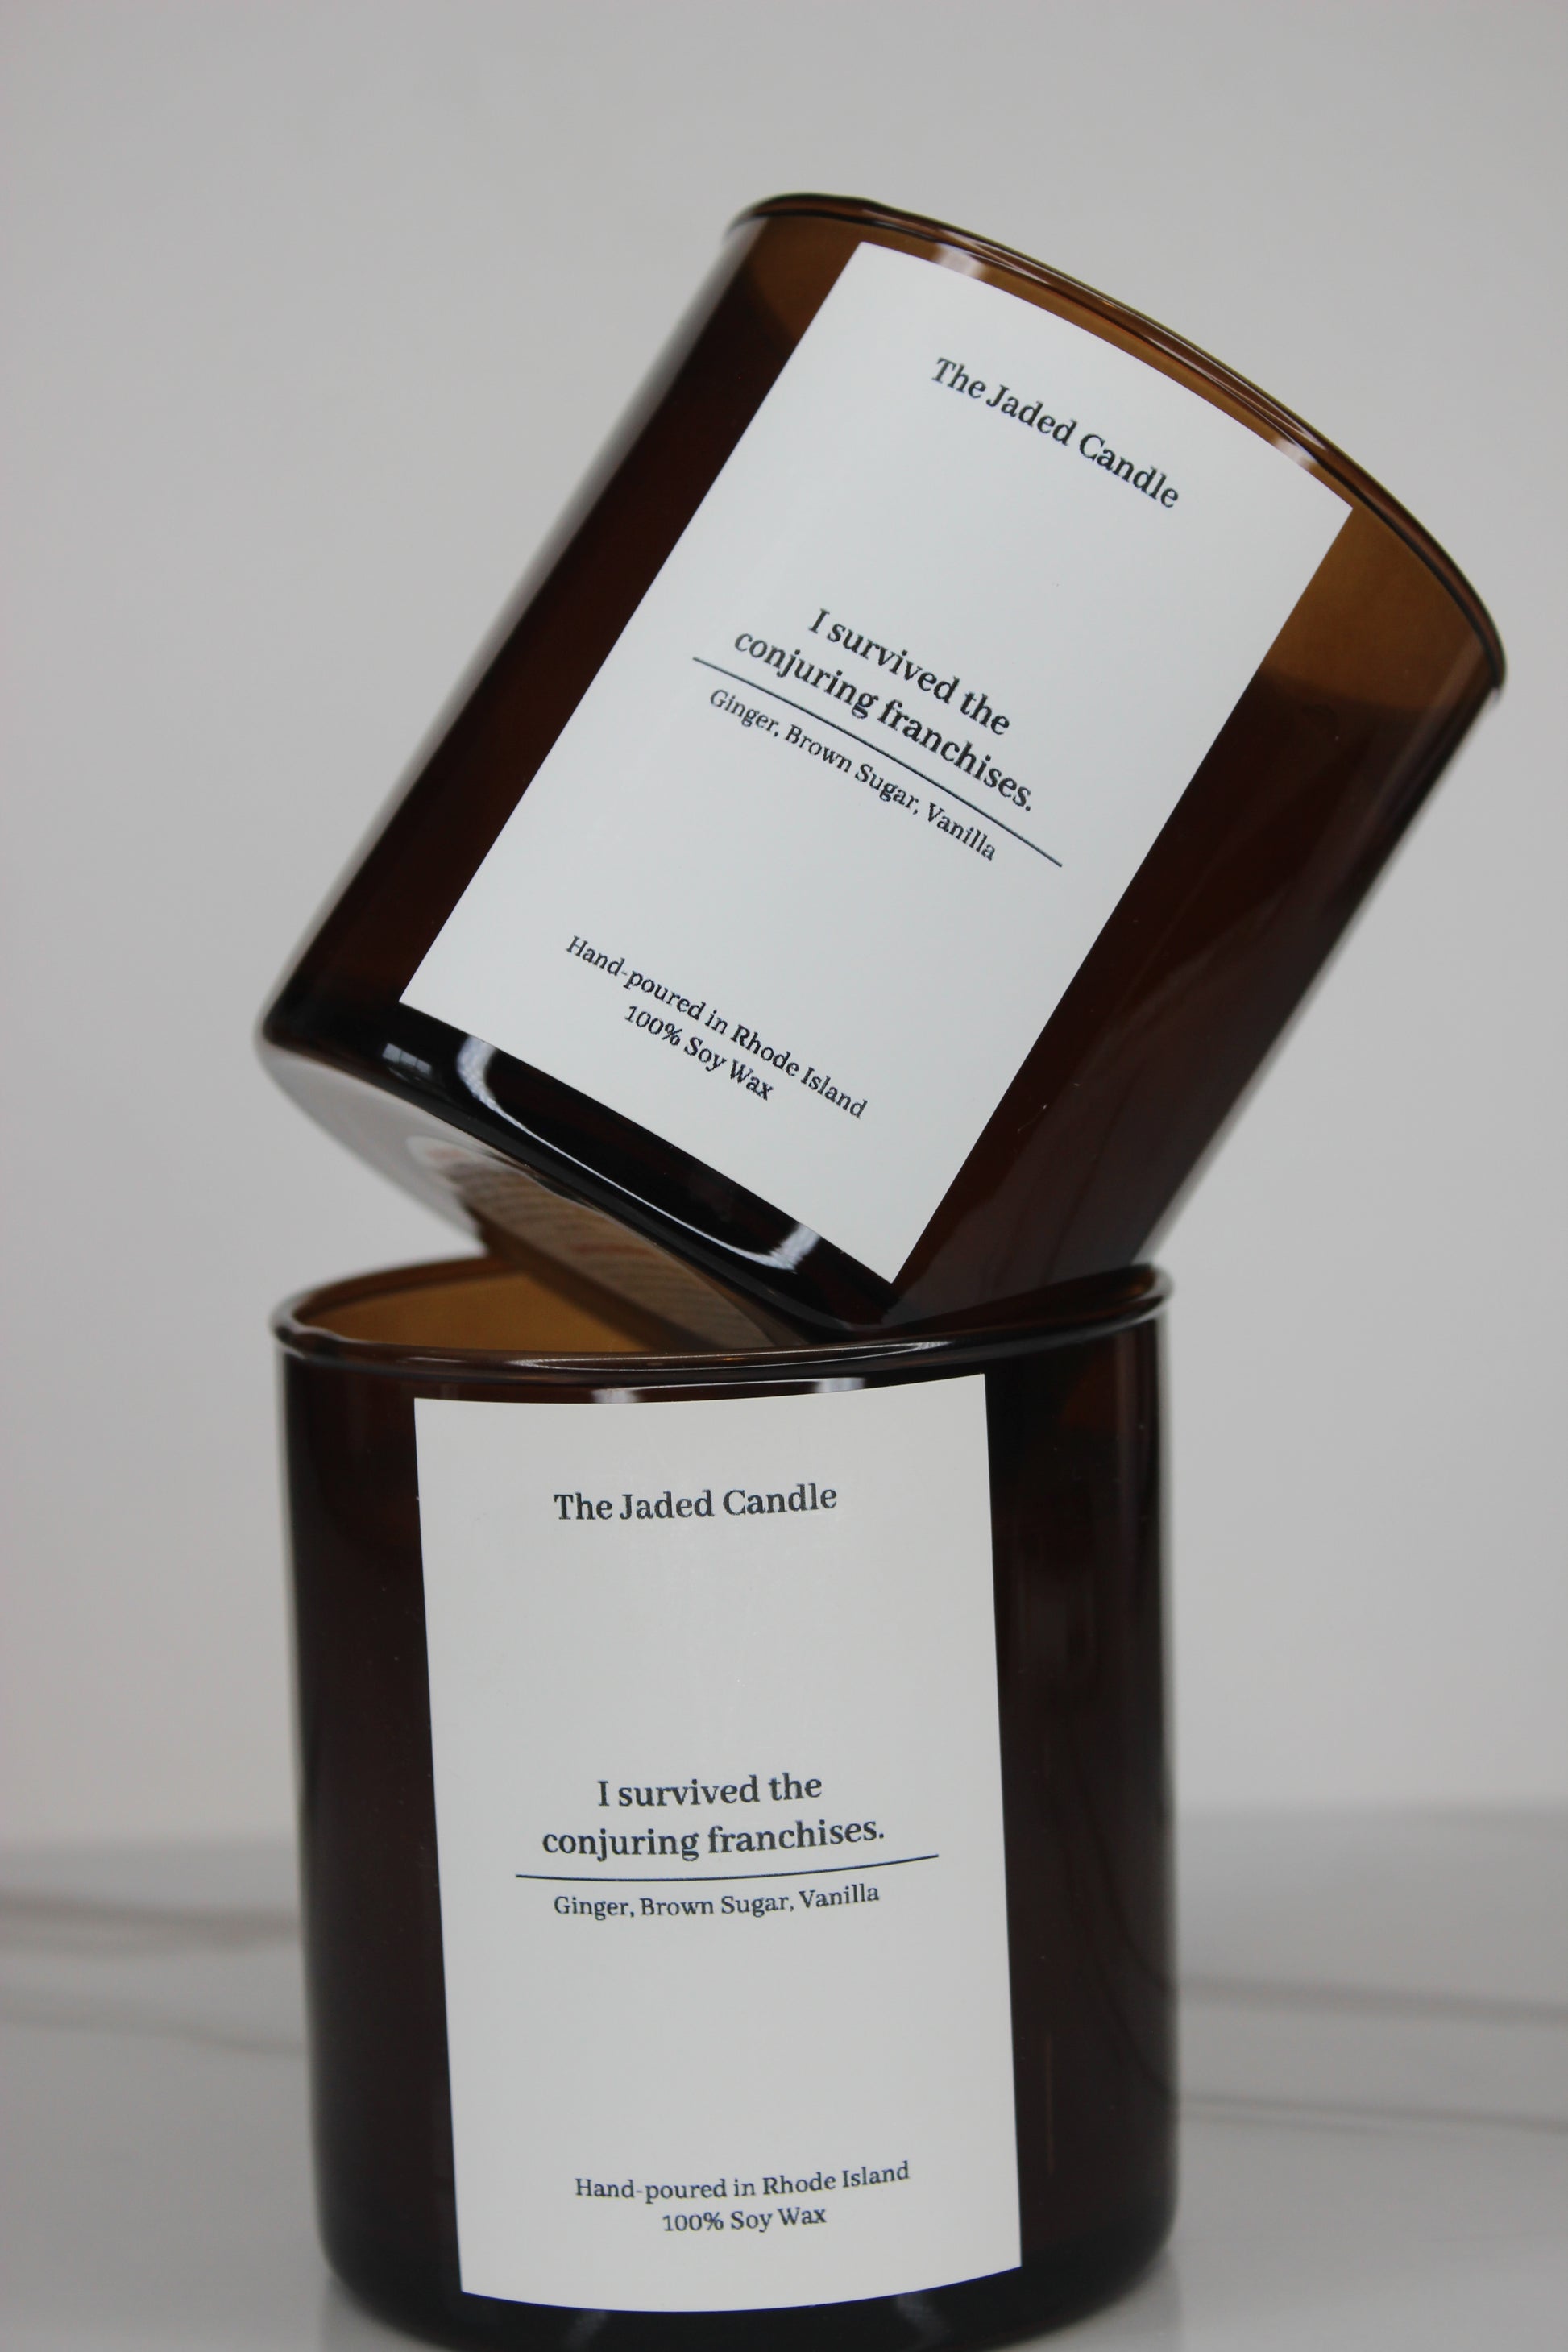 The Jaded Candle
I survived the
conjuring franchises.
Ginger, Brown Sugar, Vanilla
Hand-poured in Rhode Island
100% Soy Wax
The Jaded Candle
I survived the
conjuring franchises.
Ginger, Brown Sugar, Vanilla
Hand-poured in Rhode Island
100% Soy Wax